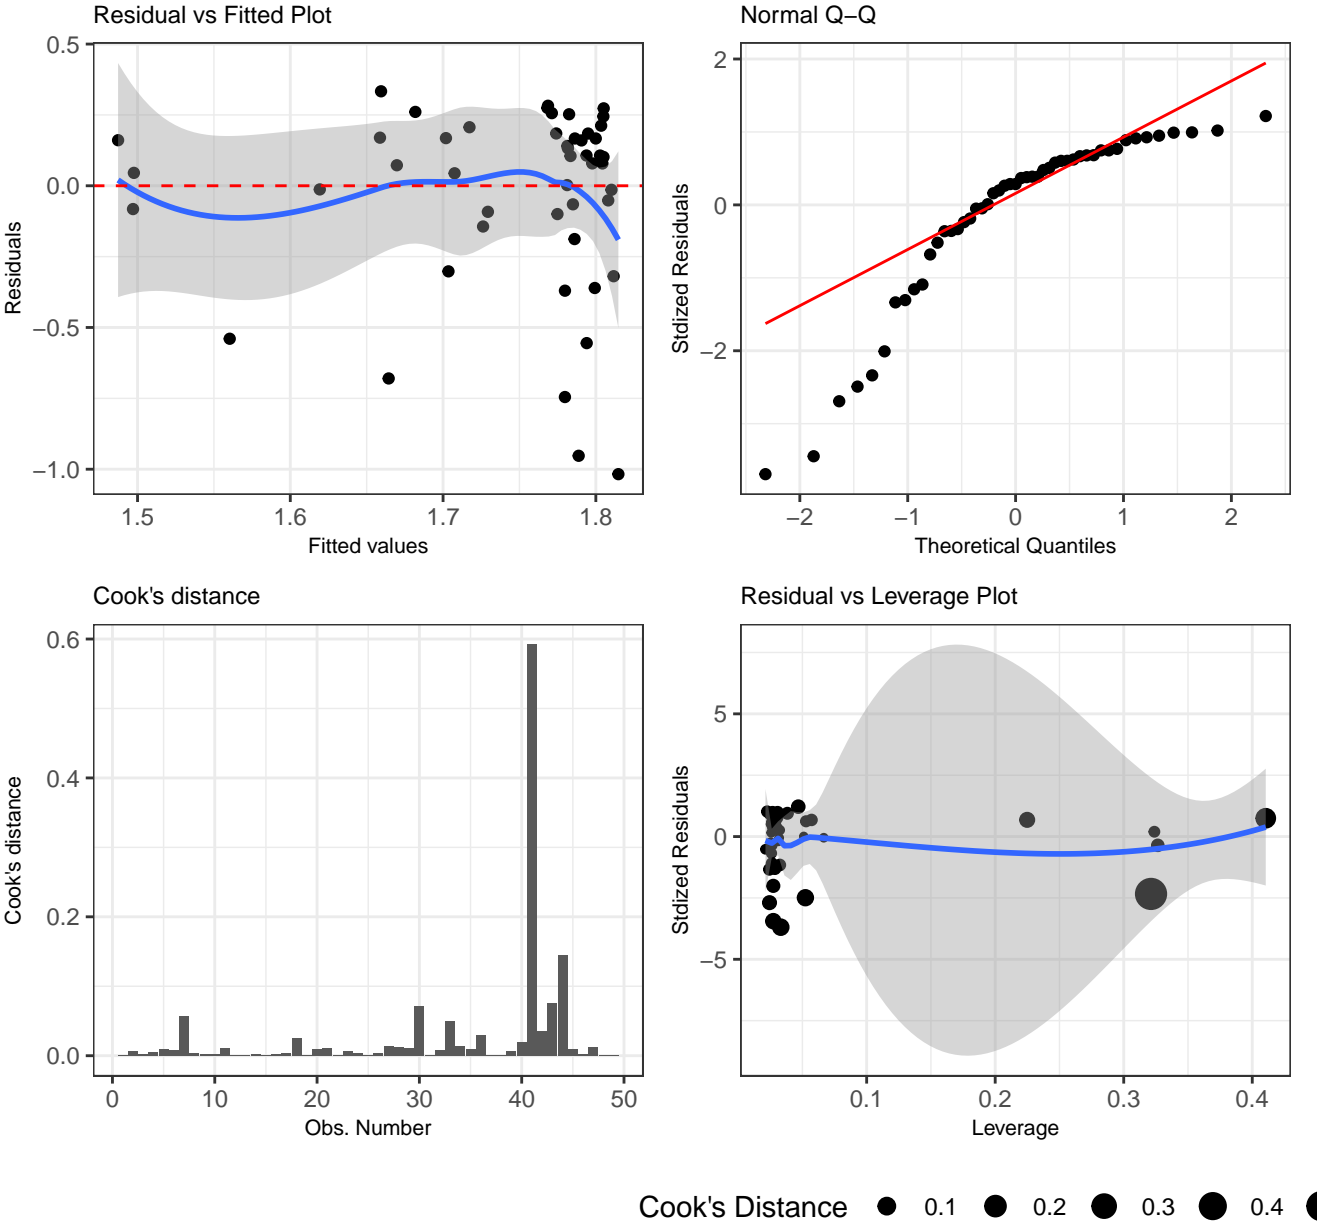 Residual vs Fitted Plot
0.5
0.0
−0.5
−1.0
Residuals
1.5 1.6 1.7 1.8
Fitted values
Normal Q−Q
2
0
−2
Stdized Residuals
−2 −1 0 1 2
Theoretical Quantiles
Cook's distance
0.6
0.4
0.2
0.0
Cook's distance
0 10 20 30 40 50
Obs. Number
Residual vs Leverage Plot
5
0
−5
Stdized Residuals
0.1 0.2 0.3 0.4
Leverage
Cook's Distance 0.1 0.2 0.3 0.4